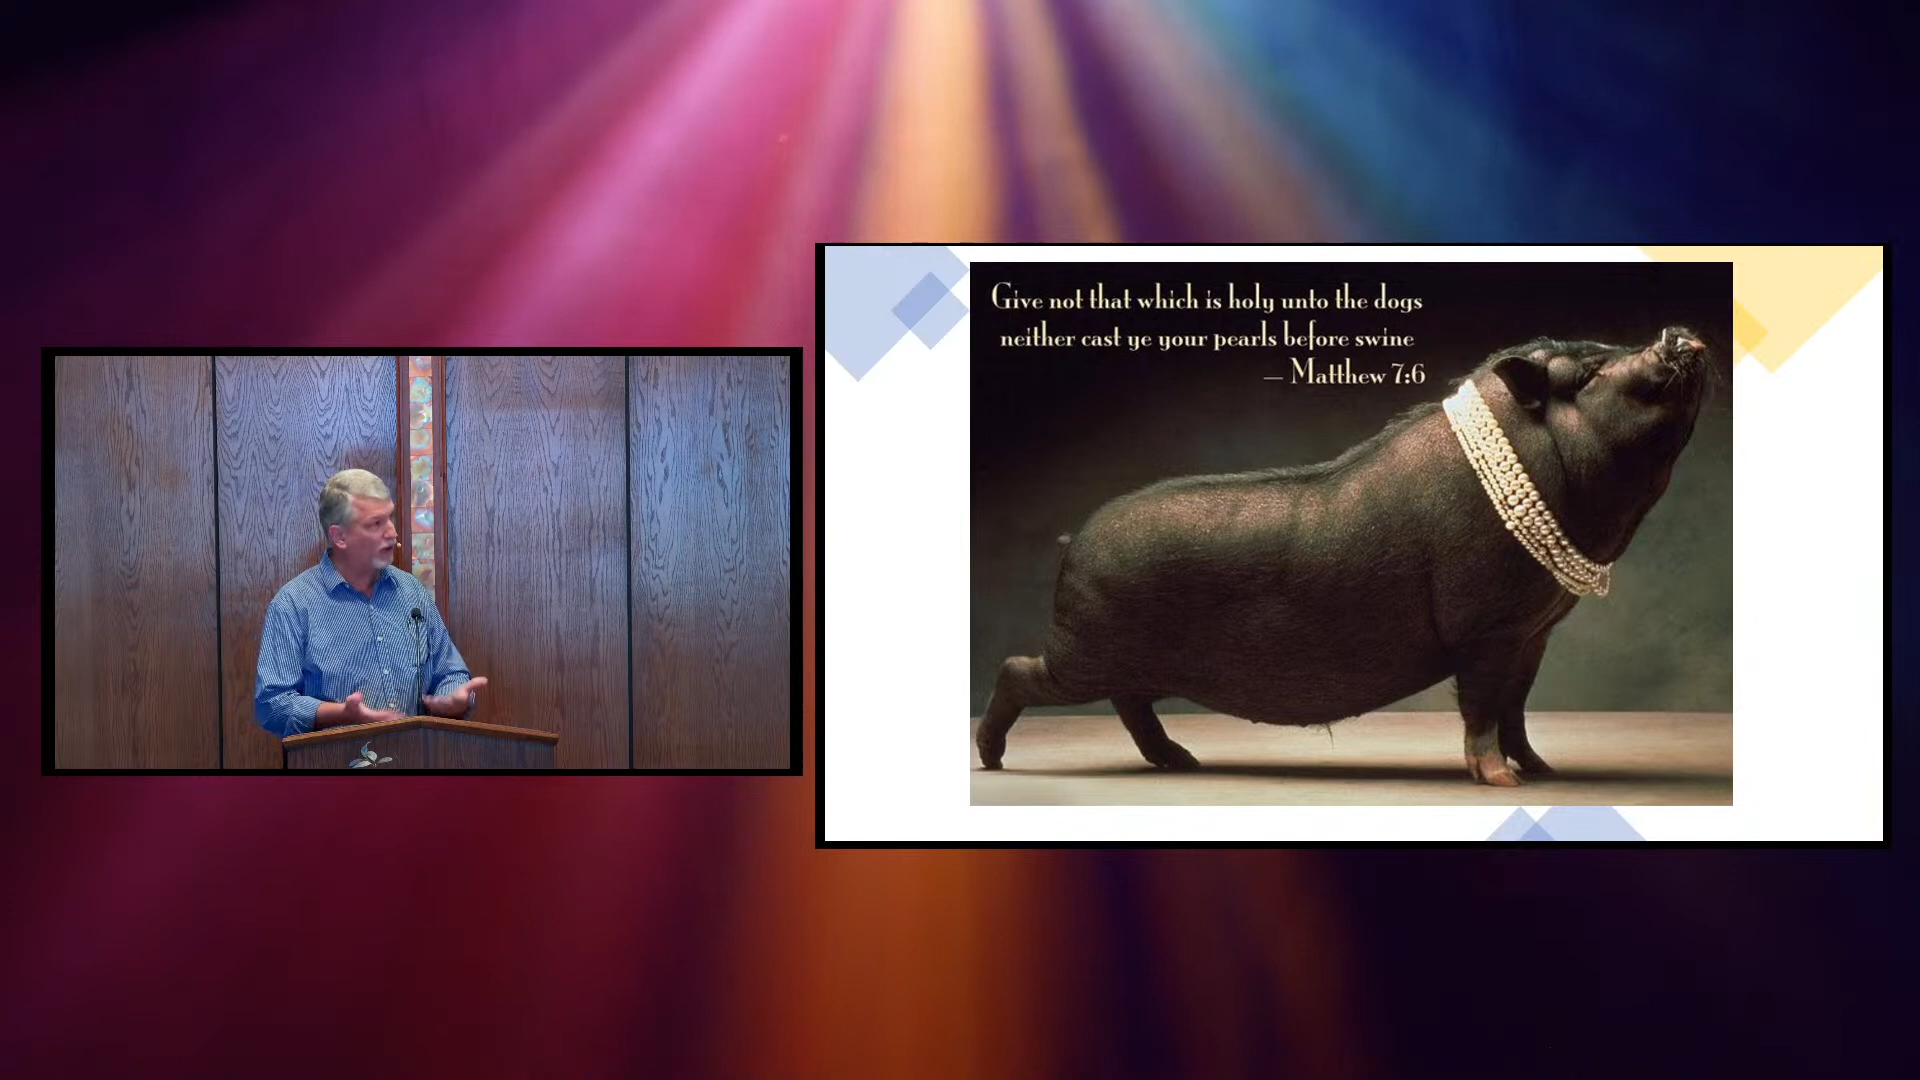 Give not that which is holy unto the dogs
neither cast ye your pearls before swine
— Matthew 7:6